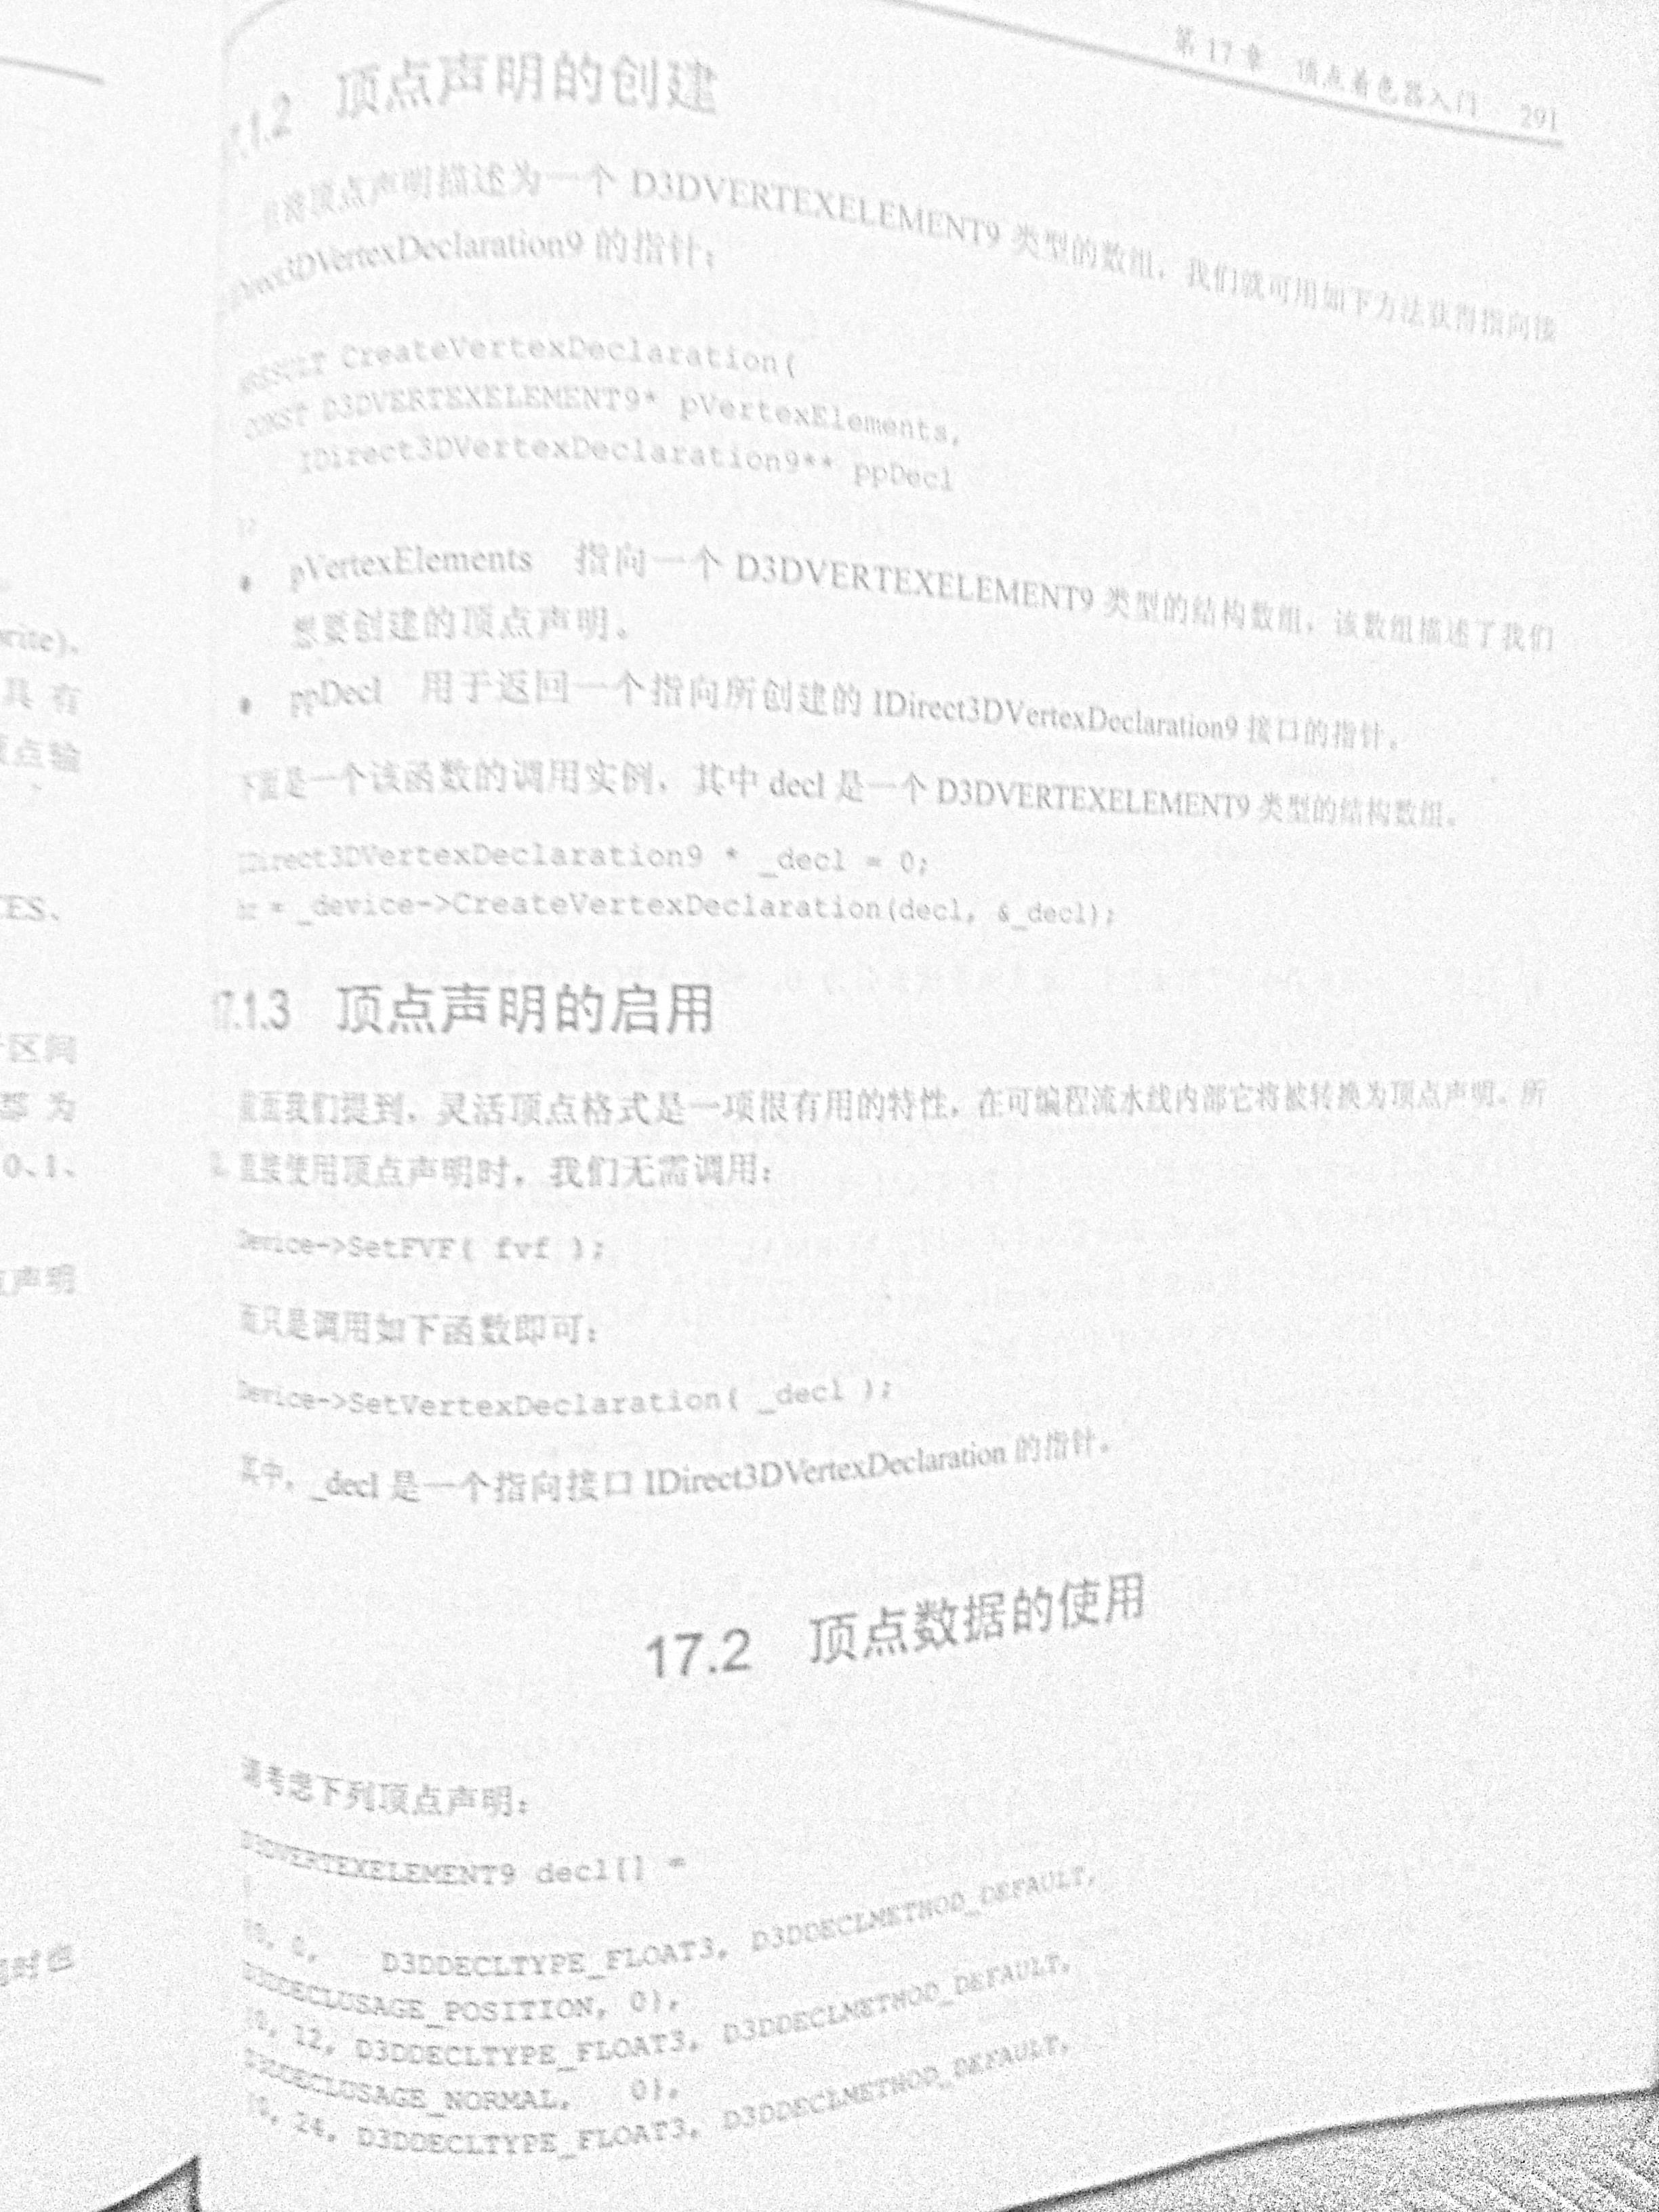 第 17 章 顶点着色器入门 291
7.1.2 顶点声明的创建
一旦将顶点声明描述为一个 D3DVERTEXELEMENT9 类型的数组，我们就可用如下方法获得指向接
IDirect3DVertexDeclaration9 的指针：
HRESULT CreateVertexDeclaration(
CONST D3DVERTEXELEMENT9* pVertexElements,
IDirect3DVertexDeclaration9** ppDecl
);
• pVertexElements 指向一个 D3DVERTEXELEMENT9 类型的结构数组，该数组描述了我们
想要创建的顶点声明。
• ppDecl 用于返回一个指向所创建的 IDirect3DVertexDeclaration9 接口的指针。
下面是一个该函数的调用实例，其中 decl 是一个 D3DVERTEXELEMENT9 类型的结构数组。
IDirect3DVertexDeclaration9 * _decl = 0;
hr = _device->CreateVertexDeclaration(decl, &_decl);
17.1.3 顶点声明的启用
前面我们提到，灵活顶点格式是一项很有用的特性，在可编程流水线内部它将被转换为顶点声明。所
以，直接使用顶点声明时，我们无需调用：
Device->SetFVF( fvf );
而只是调用如下函数即可：
Device->SetVertexDeclaration( _decl );
其中，_decl 是一个指向接口 IDirect3DVertexDeclaration 的指针。
17.2 顶点数据的使用
请考虑下列顶点声明：
D3DVERTEXELEMENT9 decl[] =
{
{0, 0, D3DDECLTYPE_FLOAT3, D3DDECLMETHOD_DEFAULT,
D3DDECLUSAGE_POSITION, 0},
{0, 12, D3DDECLTYPE_FLOAT3, D3DDECLMETHOD_DEFAULT,
D3DDECLUSAGE_NORMAL, 0},
{0, 24, D3DDECLTYPE_FLOAT3, D3DDECLMETHOD_DEFAULT,
write)、
具 有
点输
CES、
区间
都 为
0、1、
声明
时也